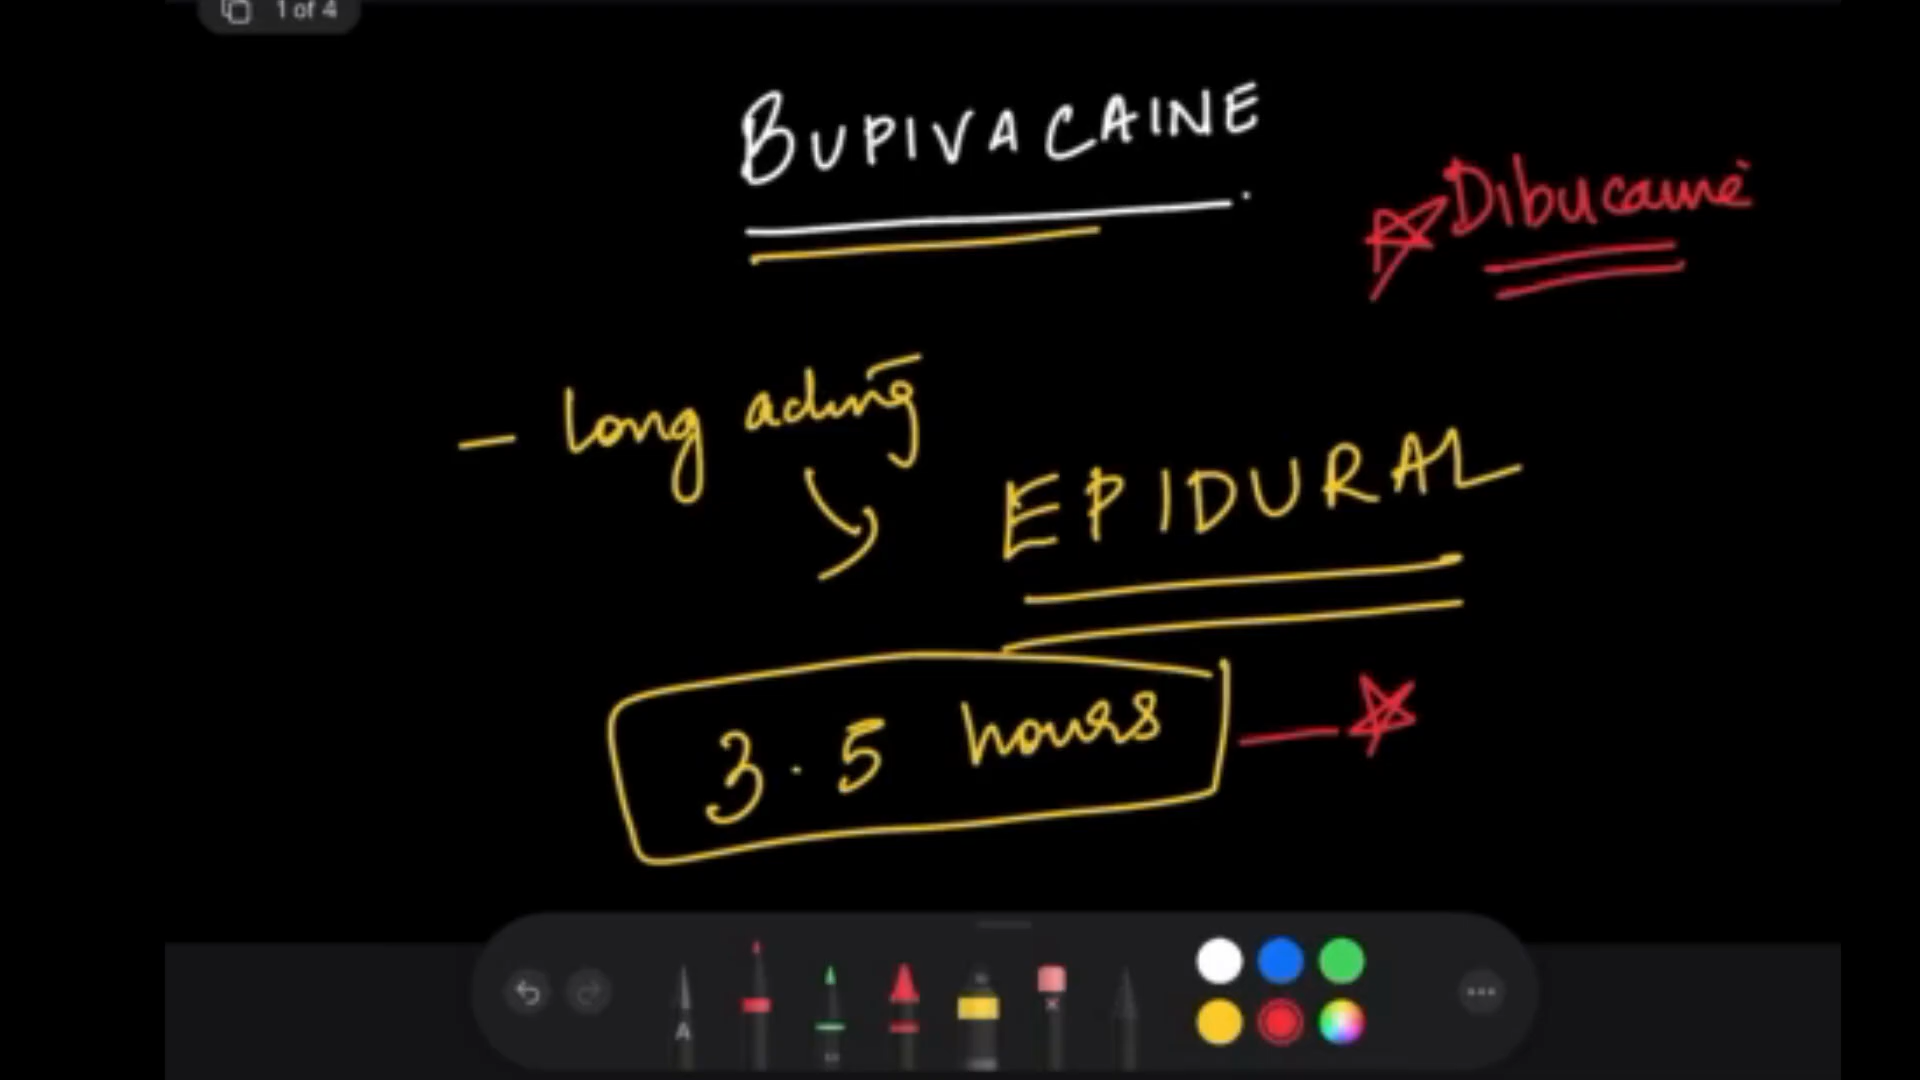 1 of 4
BUPIVACAINE
Dibucaine
- long acting
EPIDURAL
3.5 hours
A